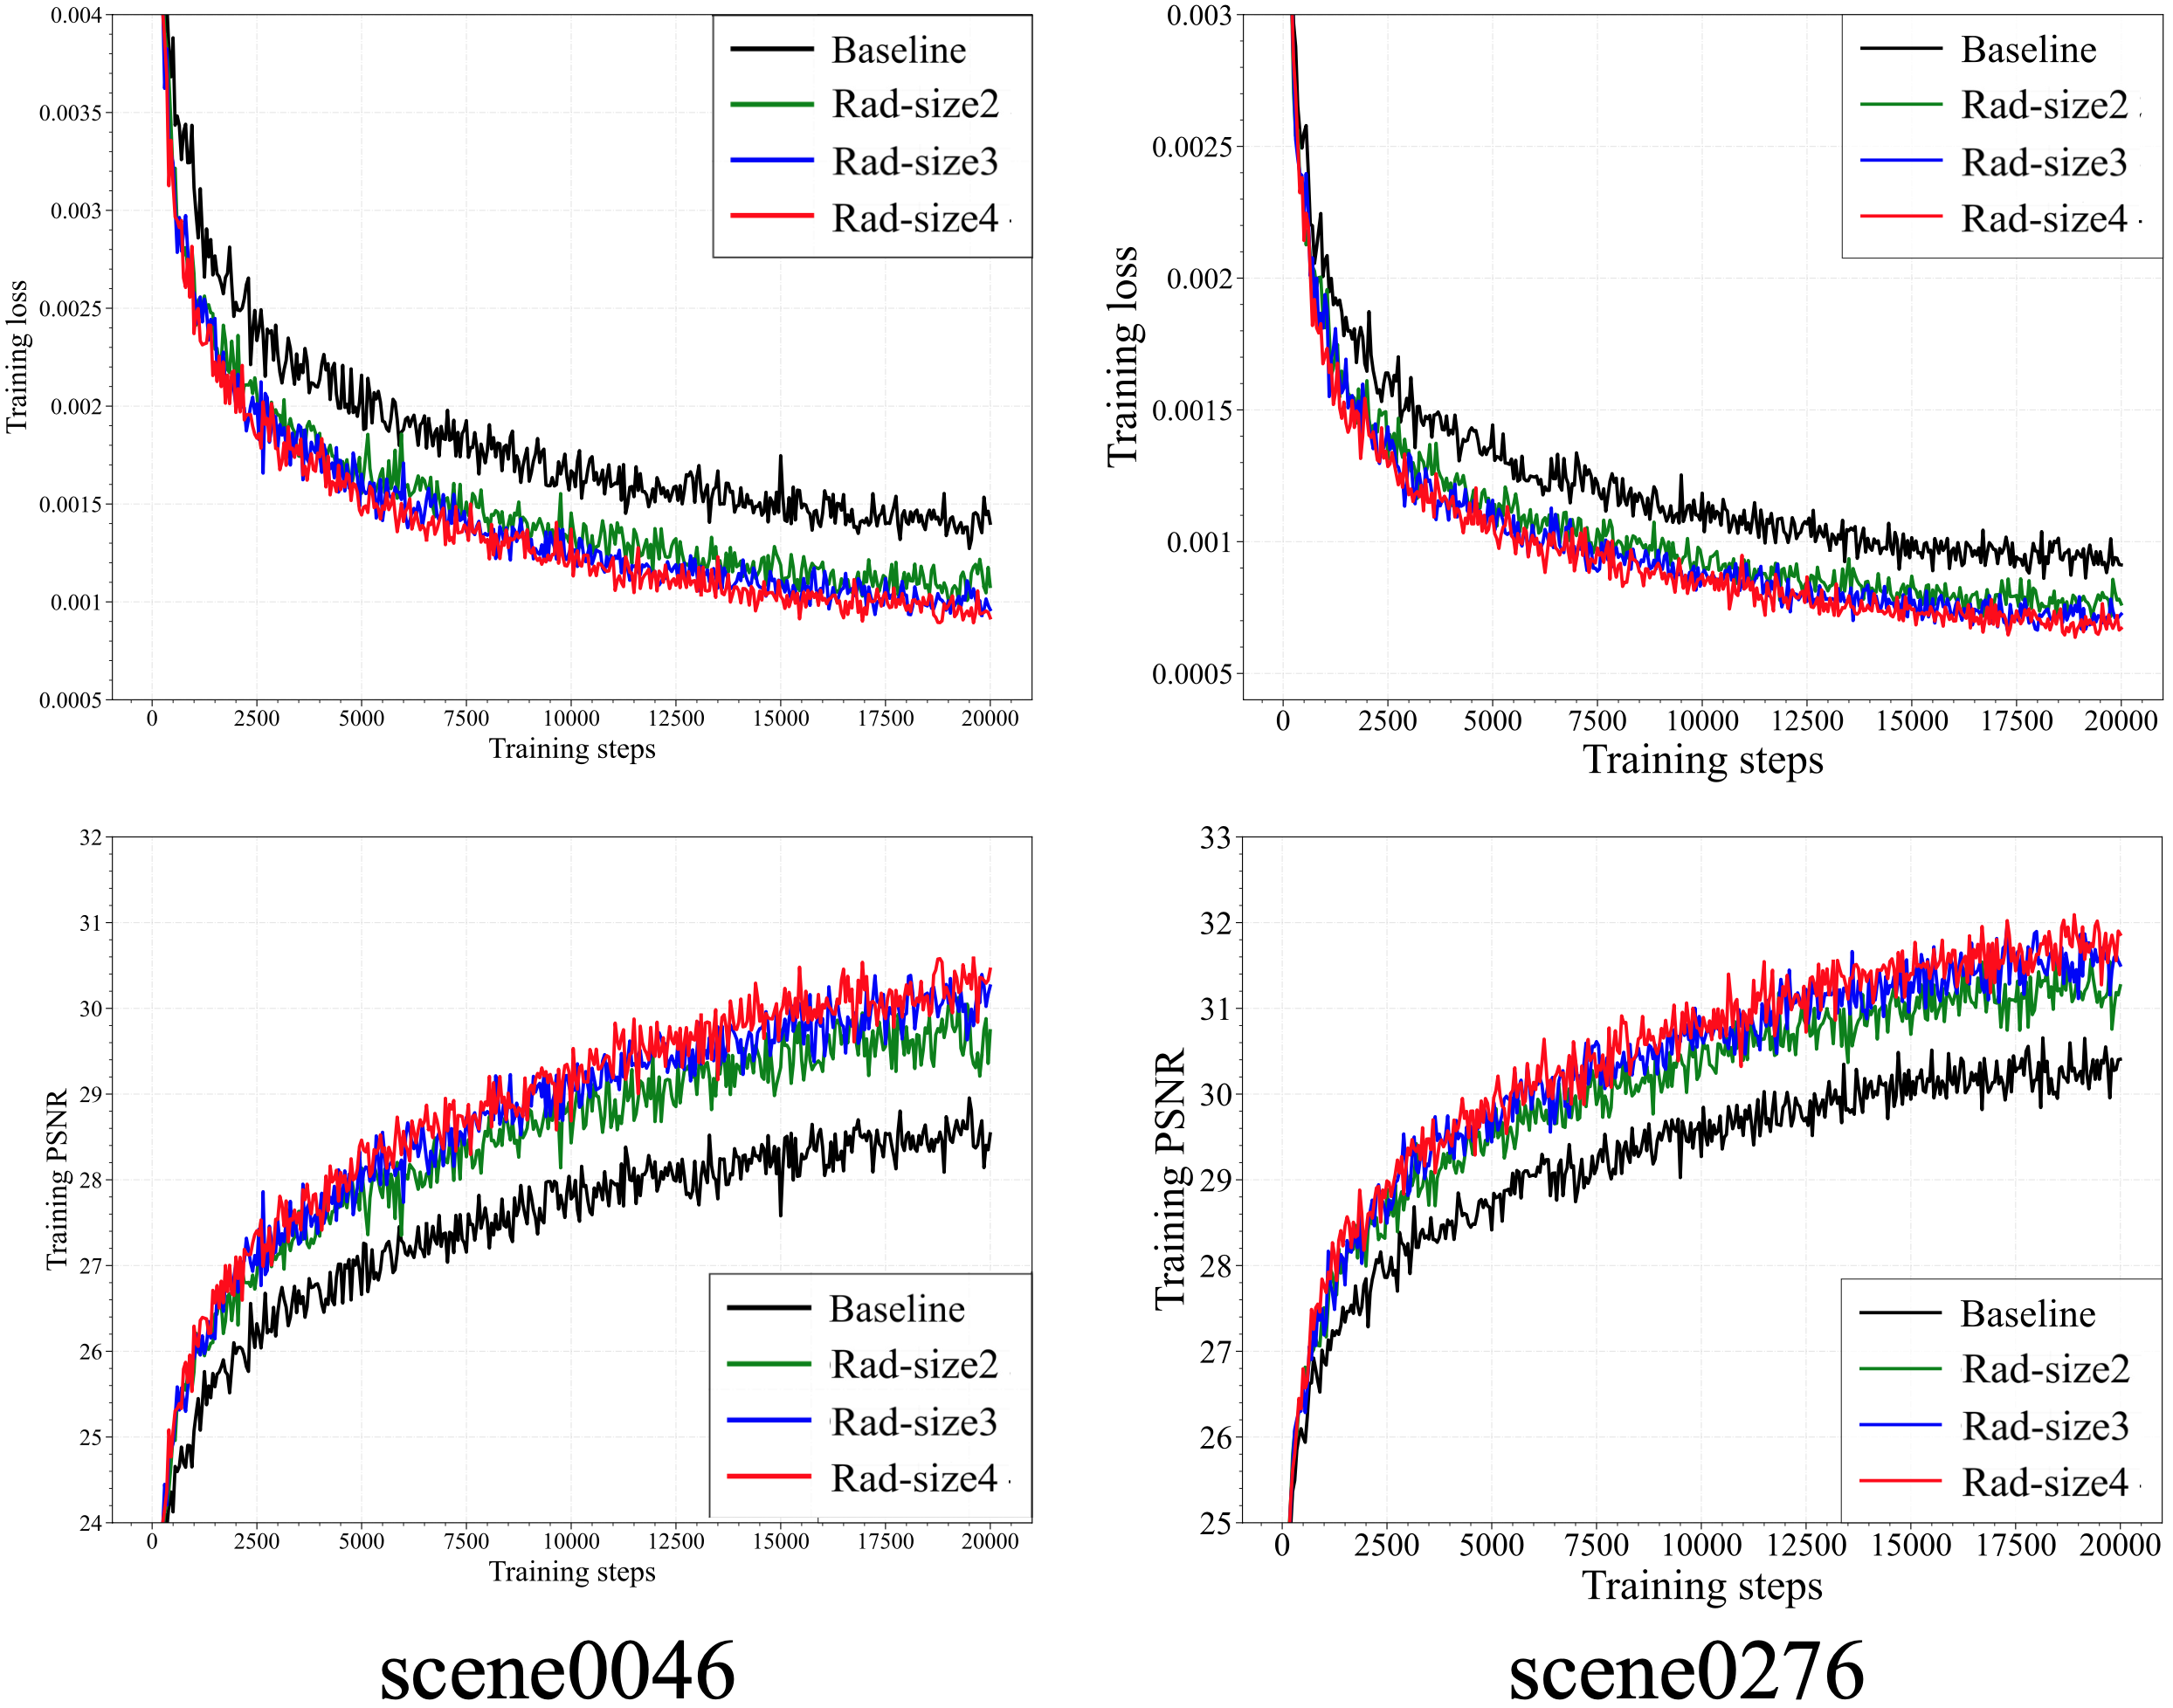 0.004
0.0035
0.003
0.0025
0.002
0.0015
0.001
0.0005
Training loss
Baseline
Rad-size2
Rad-size3
Rad-size4
0 2500 5000 7500 10000 12500 15000 17500 20000
Training steps
0.003
0.0025
0.002
0.0015
0.001
0.0005
Training loss
Baseline
Rad-size2
Rad-size3
Rad-size4
0 2500 5000 7500 10000 12500 15000 17500 20000
Training steps
32
31
30
29
28
27
26
25
24
Training PSNR
Baseline
Rad-size2
Rad-size3
Rad-size4
0 2500 5000 7500 10000 12500 15000 17500 20000
Training steps
33
32
31
30
29
28
27
26
25
Training PSNR
Baseline
Rad-size2
Rad-size3
Rad-size4
0 2500 5000 7500 10000 12500 15000 17500 20000
Training steps
scene0046
scene0276